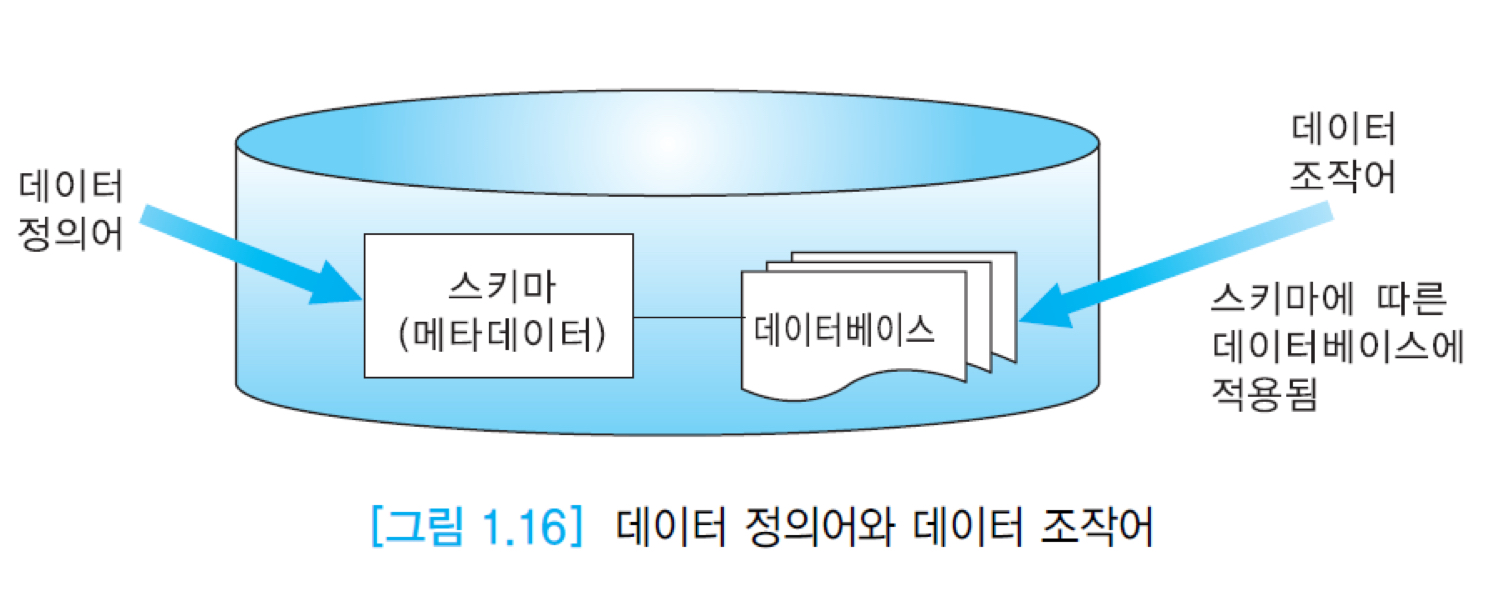 데이터
정의어
스키마
(메타데이터)
데이터베이스
데이터
조작어
스키마에 따른
데이터베이스에
적용됨
[그림 1.16] 데이터 정의어와 데이터 조작어